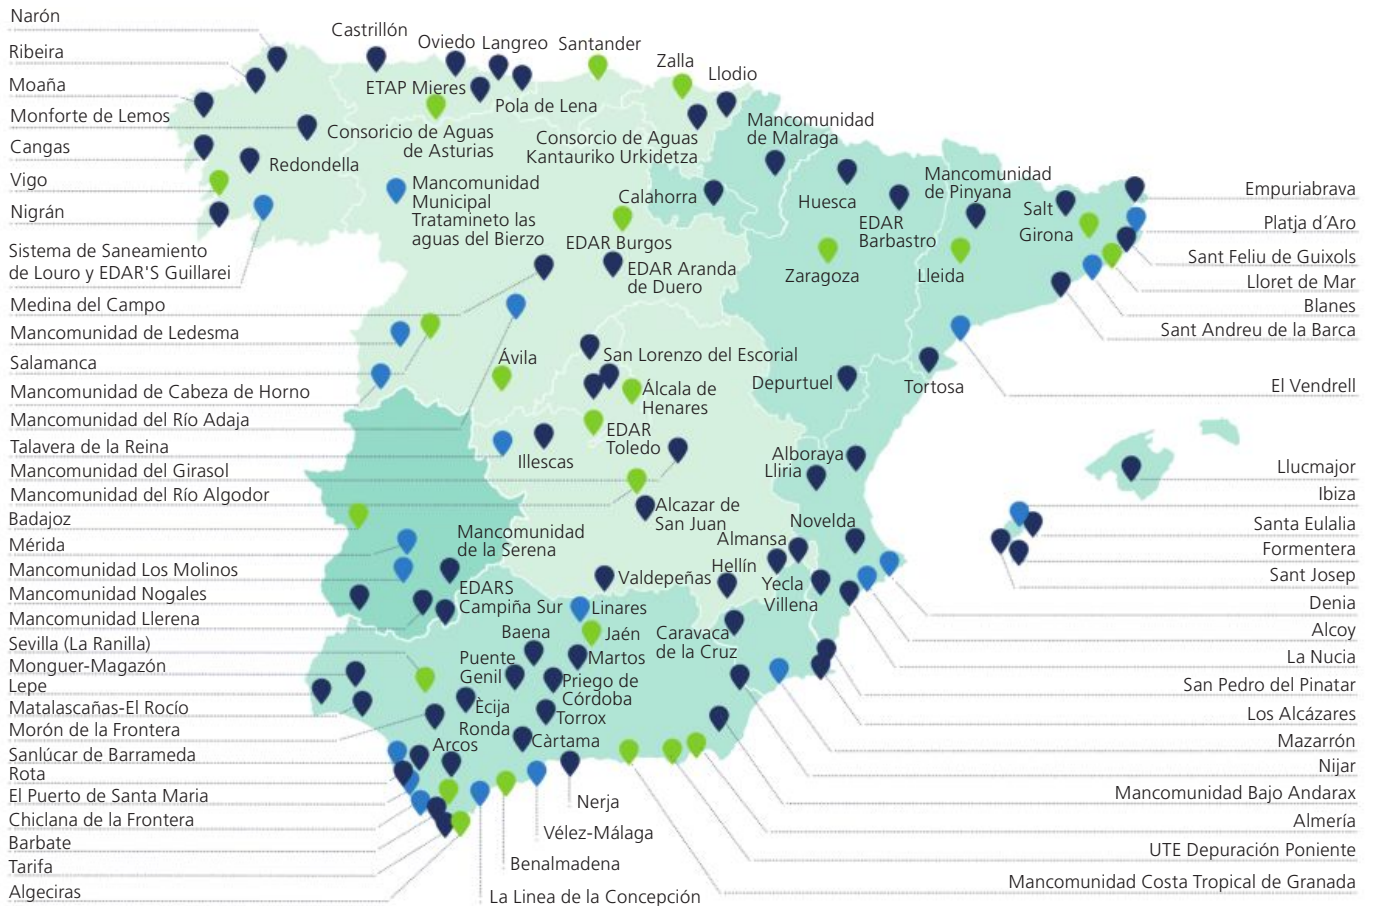 Narón
Ribeira
Moaña
Monforte de Lemos
Cangas
Vigo
Nigrán
Sistema de Saneamiento
de Louro y EDAR'S Guillarei
Medina del Campo
Mancomunidad de Ledesma
Salamanca
Mancomunidad de Cabeza de Horno
Mancomunidad del Río Adaja
Talavera de la Reina
Mancomunidad del Girasol
Mancomunidad del Río Algodor
Badajoz
Mérida
Mancomunidad Los Molinos
Mancomunidad Nogales
Mancomunidad Llerena
Sevilla (La Ranilla)
Monguer-Magazón
Lepe
Matalascañas-El Rocío
Morón de la Frontera
Sanlúcar de Barrameda
Rota
El Puerto de Santa Maria
Chiclana de la Frontera
Barbate
Tarifa
Algeciras
Castrillón
Oviedo
Langreo
Santander
Zalla
Llodio
ETAP Mieres
Pola de Lena
Consoricio de Aguas
de Asturias
Consorcio de Aguas
Kantauriko Urkidetza
Mancomunidad
de Malraga
Redondella
Mancomunidad
Municipal
Tratamineto las
aguas del Bierzo
Calahorra
Huesca
EDAR
Barbastro
Mancomunidad
de Pinyana
Salt
Girona
EDAR Burgos
EDAR Aranda
de Duero
Zaragoza
Lleida
Ávila
San Lorenzo del Escorial
Álcala de
Henares
Depurtuel
Tortosa
EDAR
Toledo
Illescas
Alboraya
Lliria
Alcazar de
San Juan
Novelda
Almansa
Mancomunidad
de la Serena
Hellín
Yecla
Villena
Valdepeñas
EDARS
Campiña Sur
Linares
Baena
Jaén
Caravaca
de la Cruz
Puente
Genil
Martos
Priego de
Córdoba
Ècija
Torrox
Ronda
Càrtama
Arcos
Nerja
Vélez-Málaga
Benalmadena
La Linea de la Concepción
Empuriabrava
Platja d´Aro
Sant Feliu de Guixols
Lloret de Mar
Blanes
Sant Andreu de la Barca
El Vendrell
Llucmajor
Ibiza
Santa Eulalia
Formentera
Sant Josep
Denia
Alcoy
La Nucia
San Pedro del Pinatar
Los Alcázares
Mazarrón
Nijar
Mancomunidad Bajo Andarax
Almería
UTE Depuración Poniente
Mancomunidad Costa Tropical de Granada